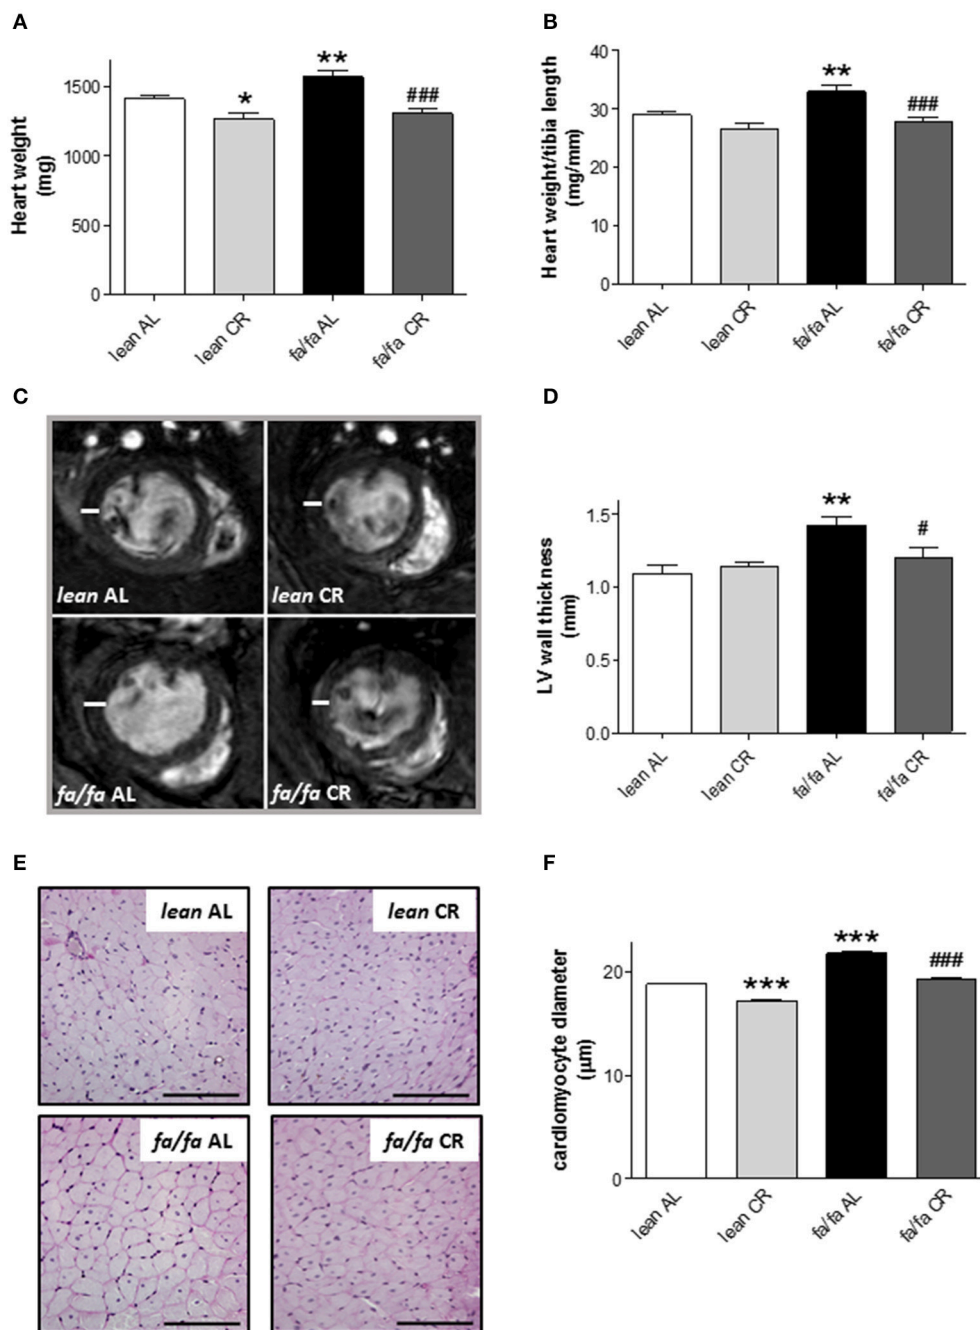 A
Heart weight
(mg)
1500
1000
500
0
*
**
###
lean AL
lean CR
fa/fa AL
fa/fa CR
B
Heart weight/tibia length
(mg/mm)
40
30
20
10
0
**
###
lean AL
lean CR
fa/fa AL
fa/fa CR
C
lean AL
lean CR
fa/fa AL
fa/fa CR
D
LV wall thickness
(mm)
1.5
1.0
0.5
0.0
**
#
lean AL
lean CR
fa/fa AL
fa/fa CR
E
lean AL
lean CR
fa/fa AL
fa/fa CR
F
cardiomyocyte diameter
(µm)
20
10
0
***
***
###
lean AL
lean CR
fa/fa AL
fa/fa CR